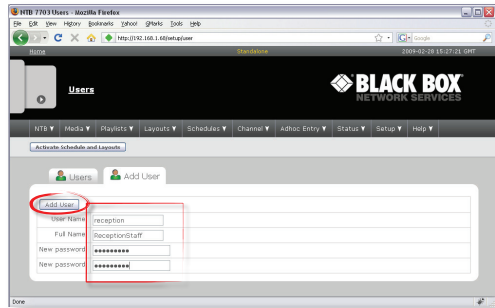 NTB 7703 Users - Mozilla Firefox
File Edit View History Bookmarks Yahoo! GMarks Tools Help
http://192.168.1.60/setup/user
Google
Home Standalone 2009-02-20 15:27:21 GMT
Users
BLACK BOX
NETWORK SERVICES
NTB Media Playlists Layouts Schedules Channel Adhoc Entry Status Setup Help
Activate Schedule and Layouts
Users Add User
Add User
User Name reception
Full Name ReceptionStaff
New password
New password
Done